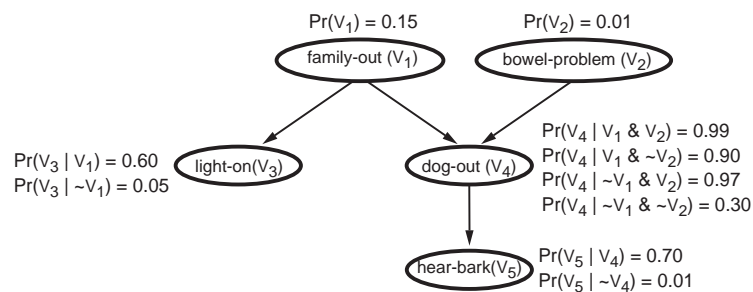 Pr(V₁) = 0.15
Pr(V₂) = 0.01
family-out (V₁)
bowel-problem (V₂)
Pr(V₃ | V₁) = 0.60
Pr(V₃ | ~V₁) = 0.05
light-on(V₃)
dog-out (V₄)
Pr(V₄ | V₁ & V₂) = 0.99
Pr(V₄ | V₁ & ~V₂) = 0.90
Pr(V₄ | ~V₁ & V₂) = 0.97
Pr(V₄ | ~V₁ & ~V₂) = 0.30
hear-bark(V₅)
Pr(V₅ | V₄) = 0.70
Pr(V₅ | ~V₄) = 0.01